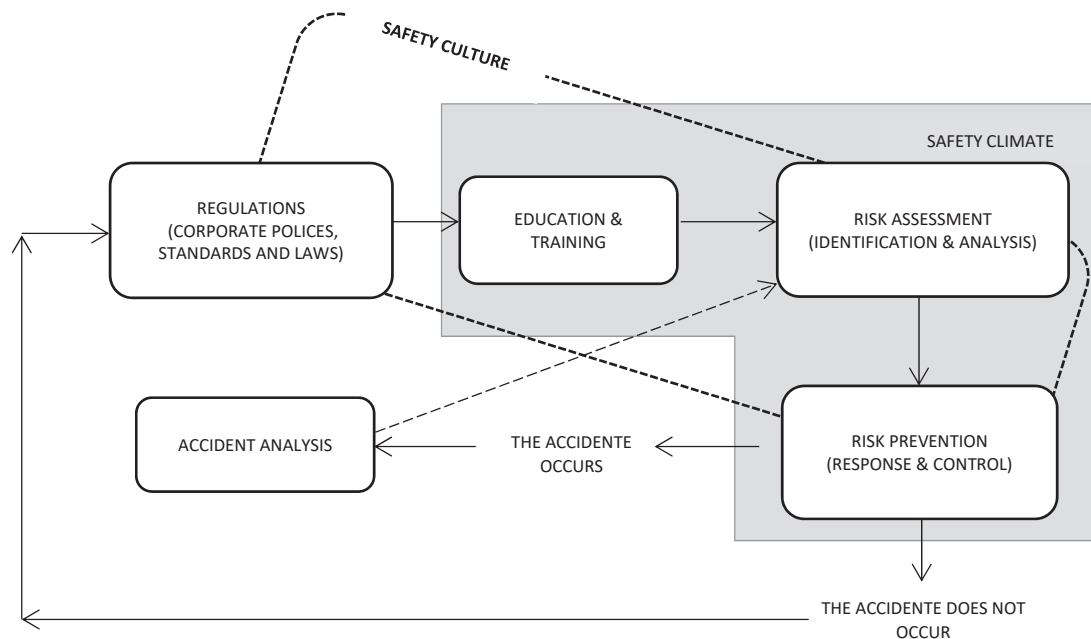 SAFETY CULTURE
SAFETY CLIMATE
REGULATIONS
(CORPORATE POLICES,
STANDARDS AND LAWS)
EDUCATION &
TRAINING
RISK ASSESSMENT
(IDENTIFICATION & ANALYSIS)
ACCIDENT ANALYSIS
THE ACCIDENTE
OCCURS
RISK PREVENTION
(RESPONSE & CONTROL)
THE ACCIDENTE DOES NOT
OCCUR